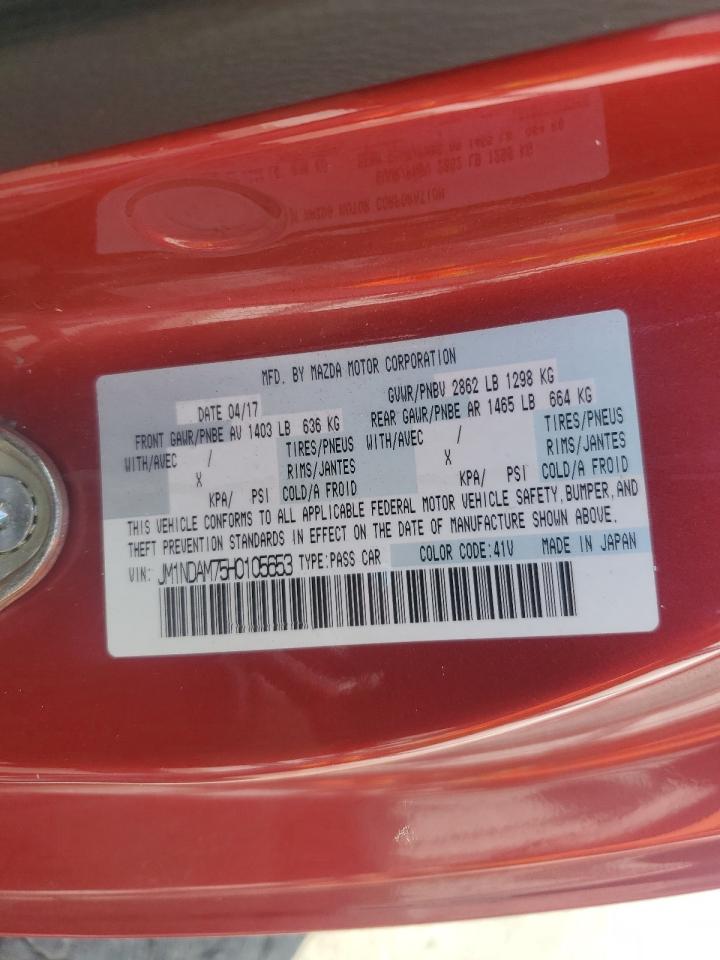 MFD. BY MAZDA MOTOR CORPORATION
DATE 04/17 GVWR/PNBV 2862 LB 1298 KG
FRONT GAWR/PNBE AV 1403 LB 636 KG REAR GAWR/PNBE AR 1465 LB 664 KG
WITH/AVEC / TIRES/PNEUS WITH/AVEC / TIRES/PNEUS
X RIMS/JANTES X RIMS/JANTES
KPA/ PSI COLD/A FROID KPA/ PSI COLD/A FROID
THIS VEHICLE CONFORMS TO ALL APPLICABLE FEDERAL MOTOR VEHICLE SAFETY, BUMPER, AND
THEFT PREVENTION STANDARDS IN EFFECT ON THE DATE OF MANUFACTURE SHOWN ABOVE.
VIN: JM1NDAM75H0105653 TYPE:PASS CAR COLOR CODE:41V MADE IN JAPAN